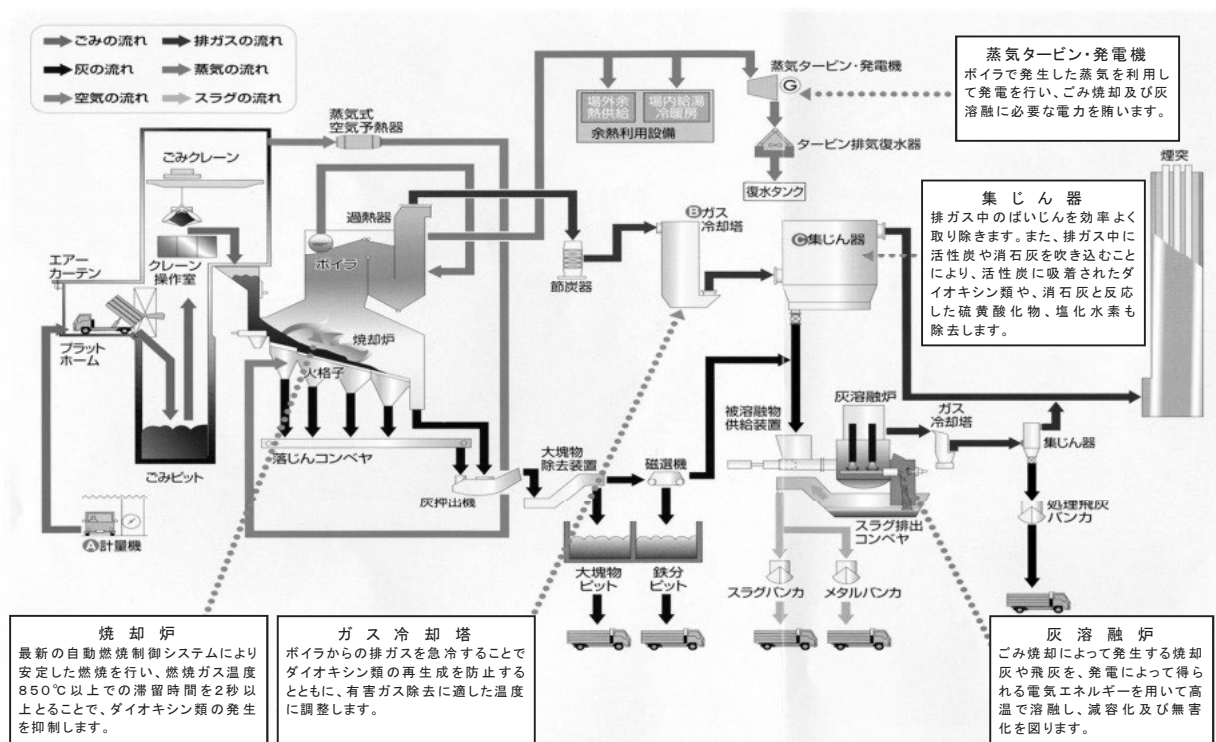 ごみの流れ
排ガスの流れ
灰の流れ
蒸気の流れ
空気の流れ
スラグの流れ
蒸気タービン・発電機
ボイラで発生した蒸気を利用し
て発電を行い、ごみ焼却及び灰
溶融に必要な電力を賄います。
蒸気タービン・発電機
G
場外余
熱供給
場内給湯
冷暖房
余熱利用設備
タービン排気復水器
復水タンク
蒸気式
空気予熱器
ごみクレーン
煙突
集じん器
排ガス中のばいじんを効率よく
取り除きます。また、排ガス中に
活性炭や消石灰を吹き込むこと
により、活性炭に吸着されたダ
イオキシン類や、消石灰と反応
した硫黄酸化物、塩化水素も
除去します。
過熱器
Bガス
冷却塔
C集じん器
エアー
カーテン
クレーン
操作室
ボイラ
節炭器
プラット
ホーム
焼却炉
火格子
ごみピット
落じんコンベヤ
灰押出機
大塊物
除去装置
磁選機
被溶融物
供給装置
灰溶融炉
ガス
冷却塔
集じん器
A計量機
大塊物
ピット
鉄分
ピット
スラグ排出
コンベヤ
スラグバンカ
メタルバンカ
処理飛灰
バンカ
焼却炉
最新の自動燃焼制御システムにより
安定した燃焼を行い、燃焼ガス温度
850℃以上での滞留時間を2秒以
上とることで、ダイオキシン類の発生
を抑制します。
ガス冷却塔
ボイラからの排ガスを急冷することで
ダイオキシン類の再生成を防止する
とともに、有害ガス除去に適した温度
に調整します。
灰溶融炉
ごみ焼却によって発生する焼却
灰や飛灰を、発電によって得ら
れる電気エネルギーを用いて高
温で溶融し、減容化及び無害
化を図ります。